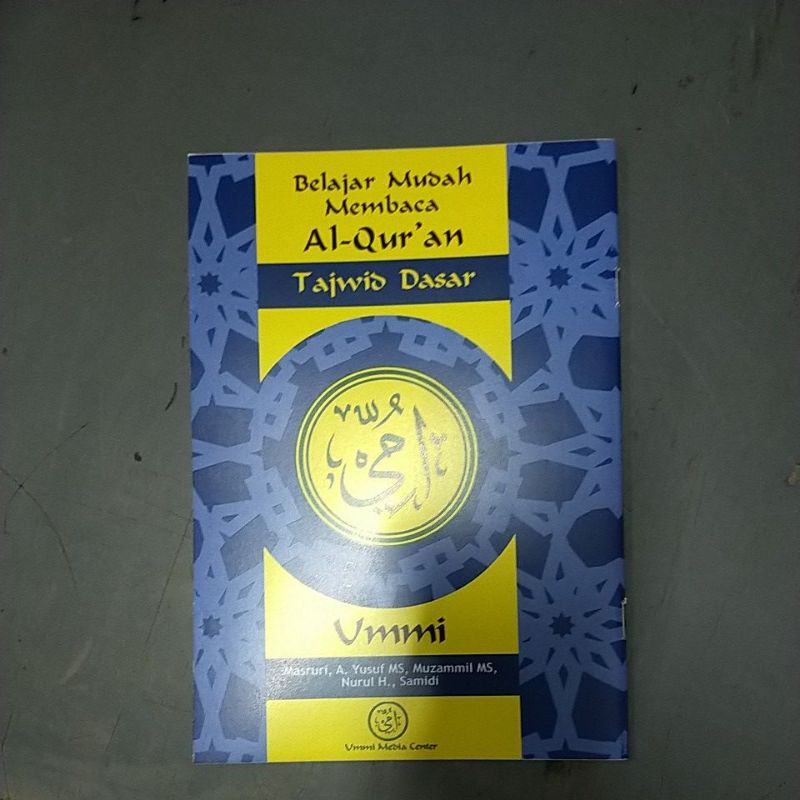 Belajar Mudah
Membaca
Al-Qur'an
Tajwid Dasar
أمي
Ummi
Masruri, A. Yusuf MS, Muzammil MS,
Nurul H., Samidi
أمي
Ummi Media Center